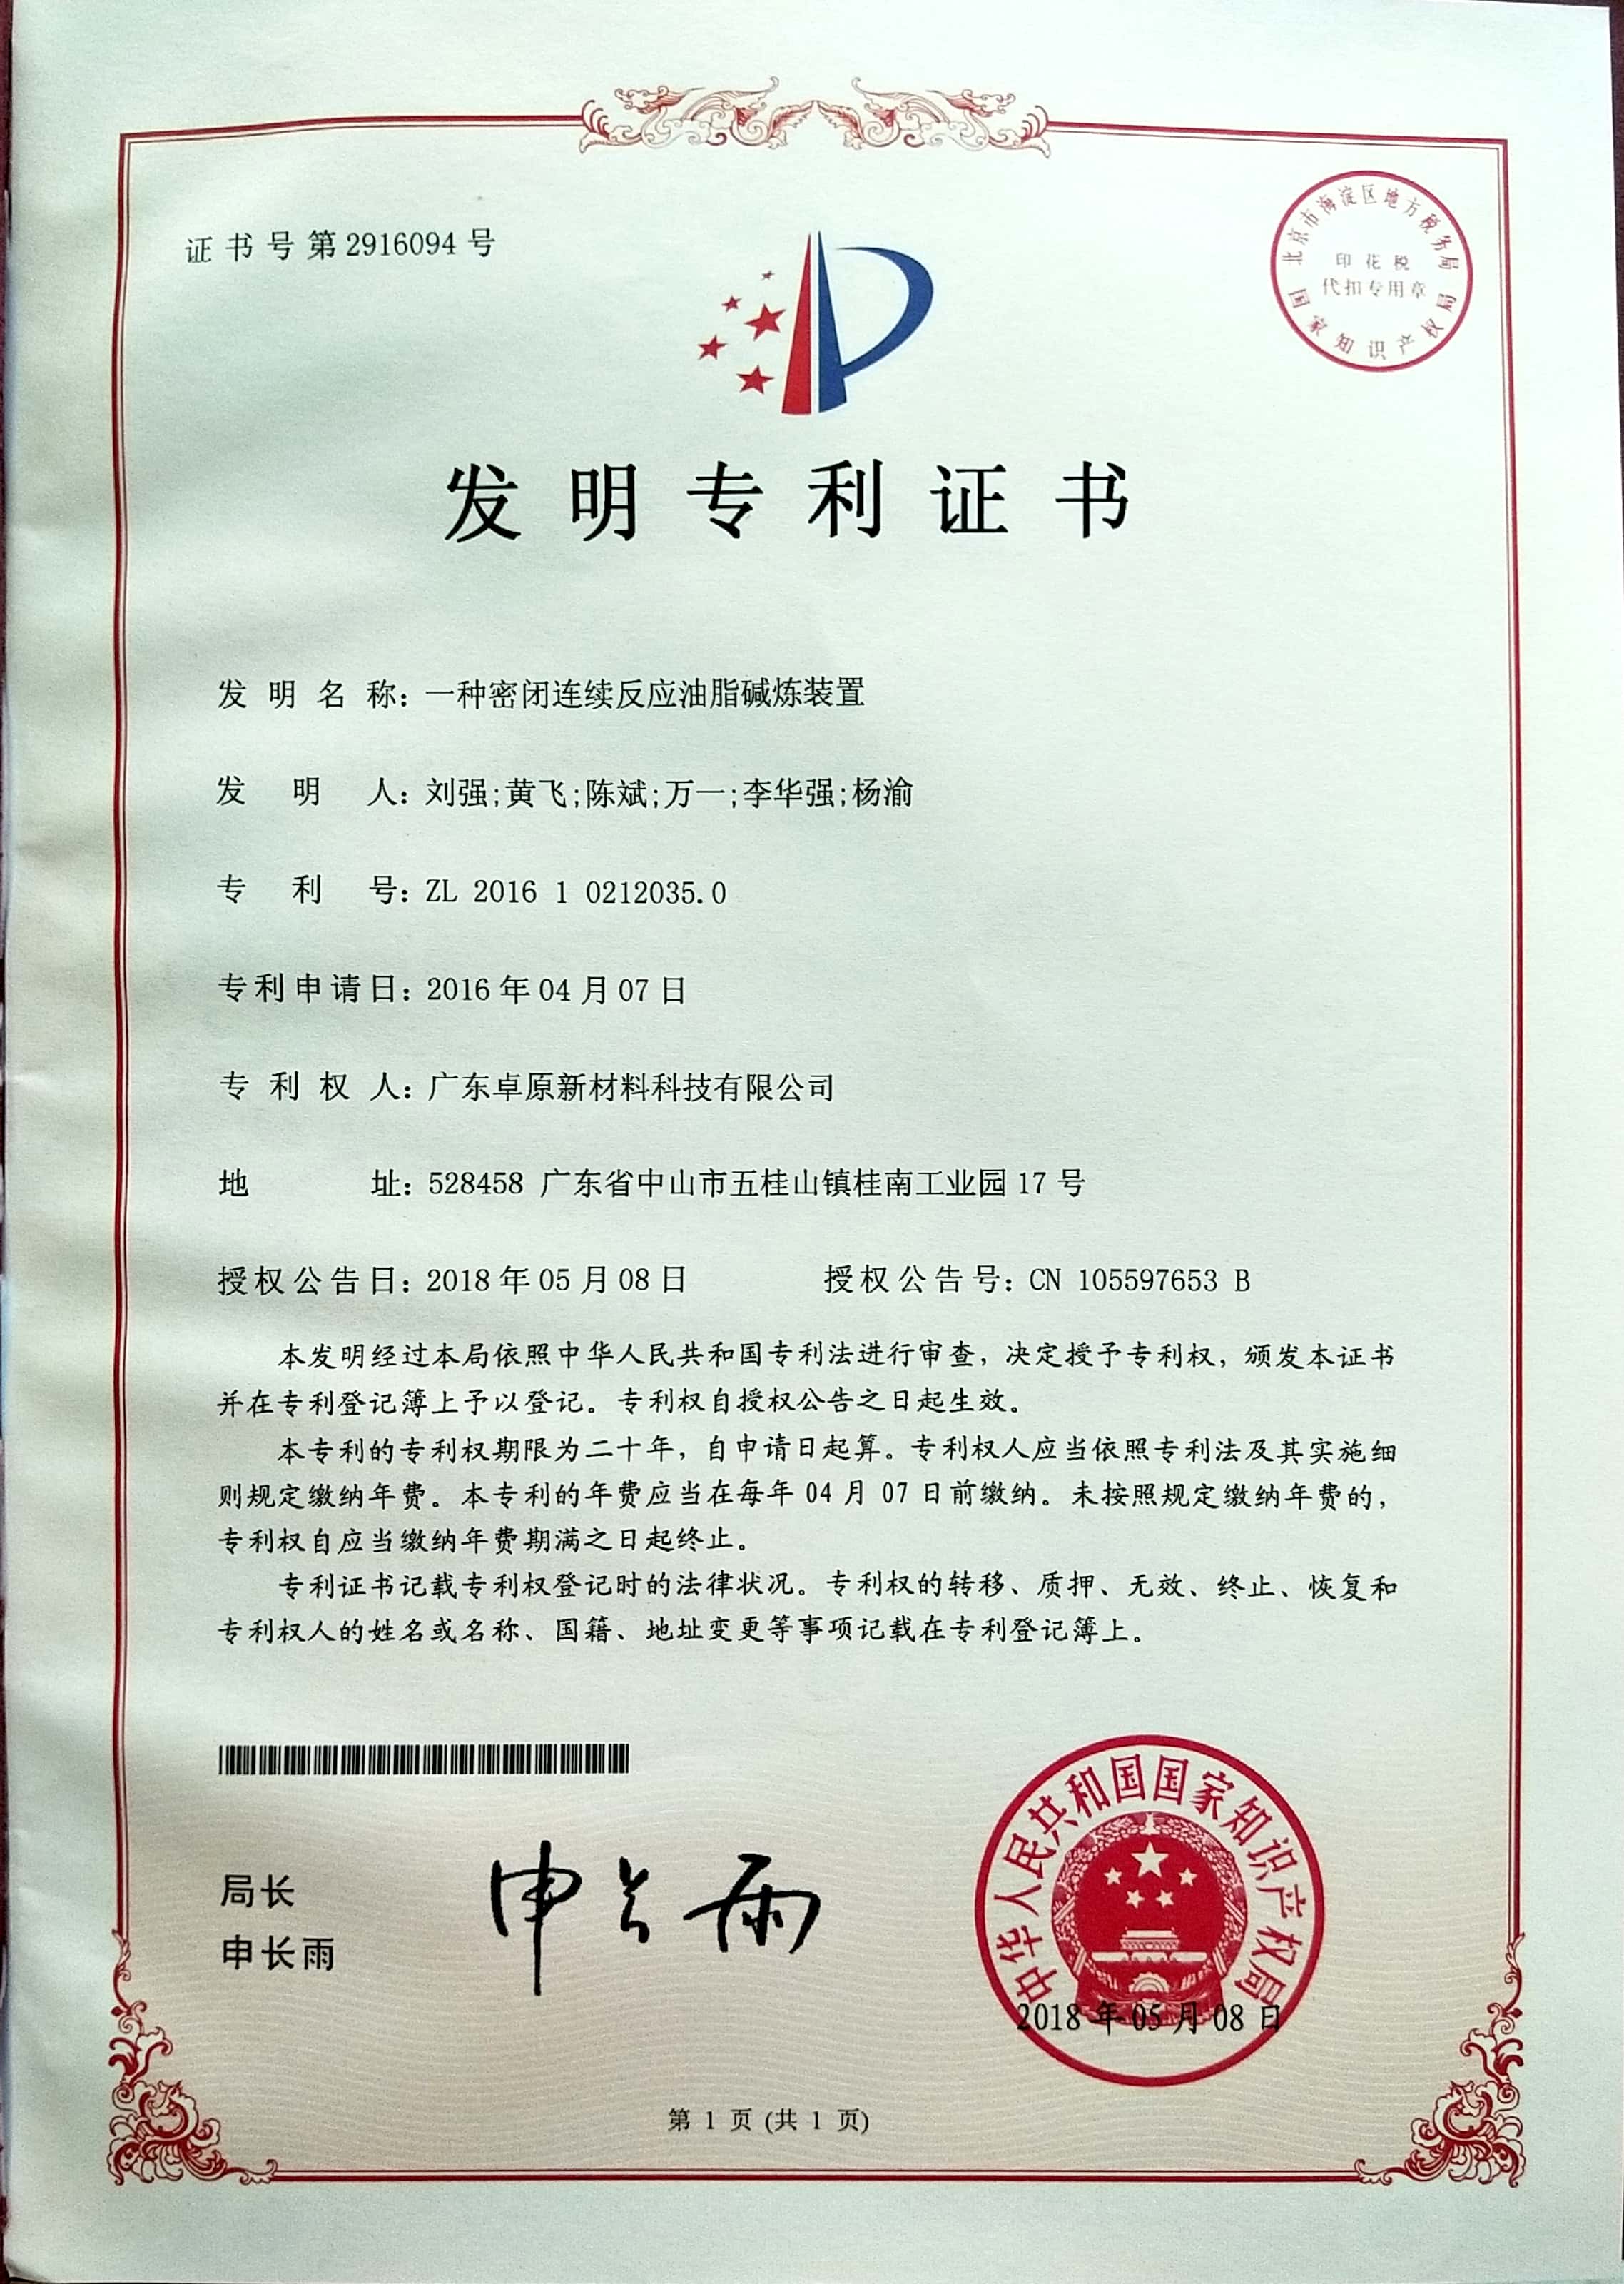 证书号第2916094号
北京市海淀区地方税务局
印花税
代扣专用章
国家知识产权局
发明专利证书
发明名称：一种密闭连续反应油脂碱炼装置
发明人：刘强;黄飞;陈斌;万一;李华强;杨渝
专利号：ZL 2016 1 0212035.0
专利申请日：2016年04月07日
专利权人：广东卓原新材料科技有限公司
地址：528458 广东省中山市五桂山镇桂南工业园17号
授权公告日：2018年05月08日 授权公告号：CN 105597653 B
本发明经过本局依照中华人民共和国专利法进行审查，决定授予专利权，颁发本证书
并在专利登记簿上予以登记。专利权自授权公告之日起生效。
本专利的专利权期限为二十年，自申请日起算。专利权人应当依照专利法及其实施细
则规定缴纳年费。本专利的年费应当在每年04月07日前缴纳。未按照规定缴纳年费的，
专利权自应当缴纳年费期满之日起终止。
专利证书记载专利权登记时的法律状况。专利权的转移、质押、无效、终止、恢复和
专利权人的姓名或名称、国籍、地址变更等事项记载在专利登记簿上。
局长
申长雨
申长雨
中华人民共和国国家知识产权局
2018年05月08日
第 1 页 (共 1 页)